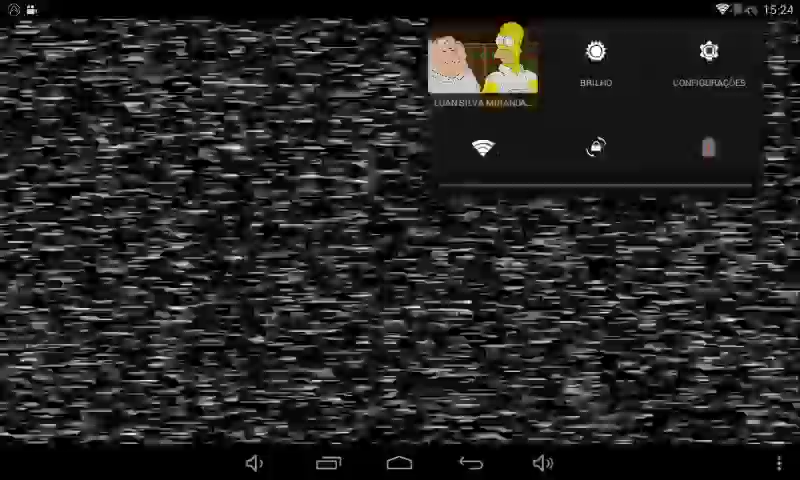 15:24
BRILHO
CONFIGURAÇÕES
LUAN SILVA MIRANDA...